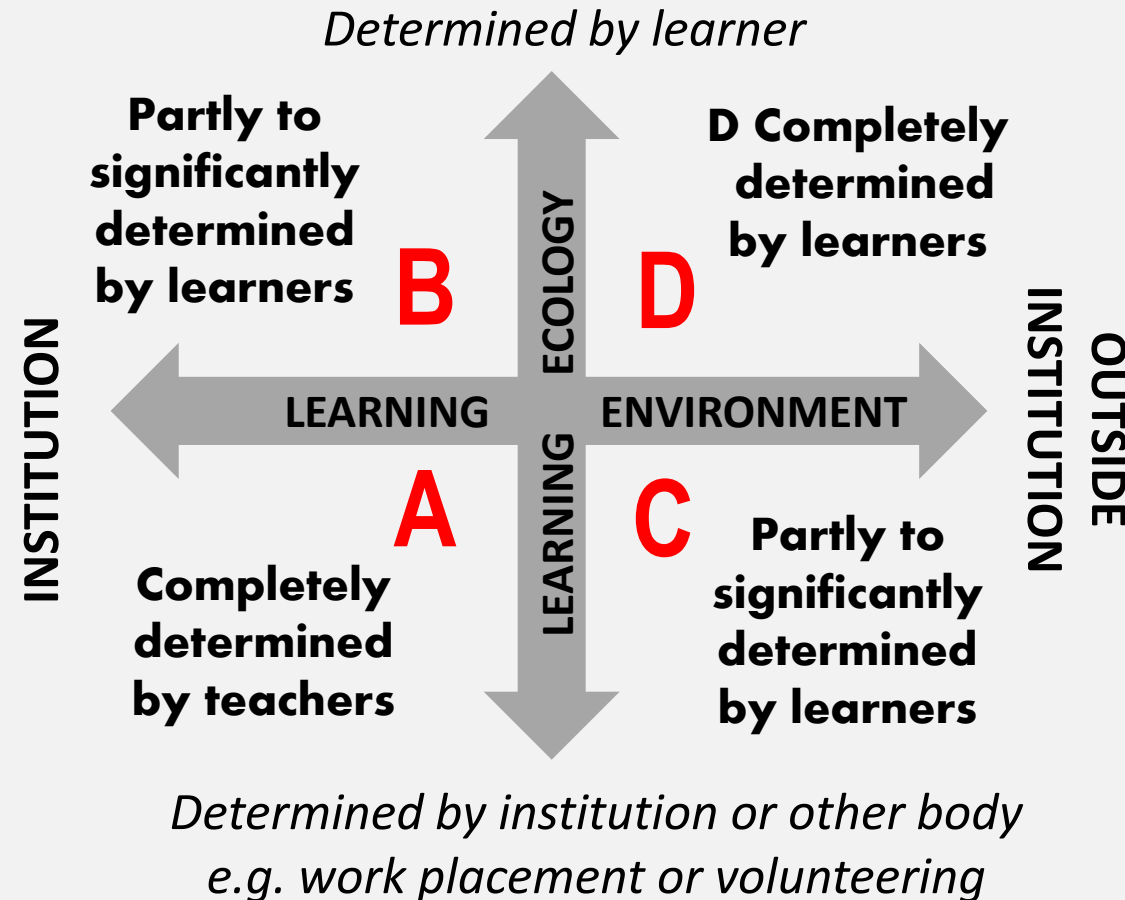 Determined by learner
Partly to
significantly
determined
by learners
D Completely
determined
by learners
B
D
ECOLOGY
INSTITUTION
LEARNING
ENVIRONMENT
OUTSIDE
INSTITUTION
LEARNING
A
C
Completely
determined
by teachers
Partly to
significantly
determined
by learners
Determined by institution or other body
e.g. work placement or volunteering